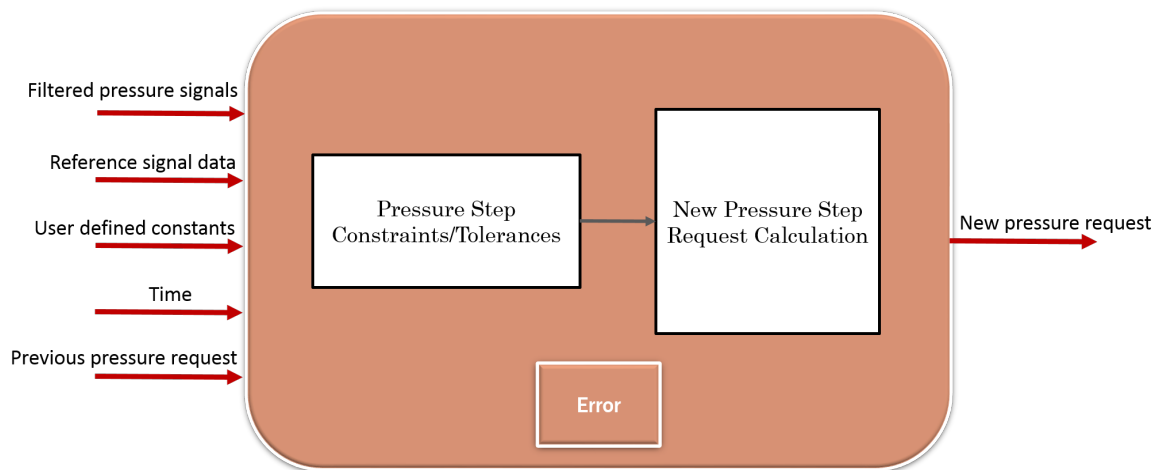 Filtered pressure signals
Reference signal data
User defined constants
Time
Previous pressure request
Pressure Step
Constraints/Tolerances
New Pressure Step
Request Calculation
Error
New pressure request